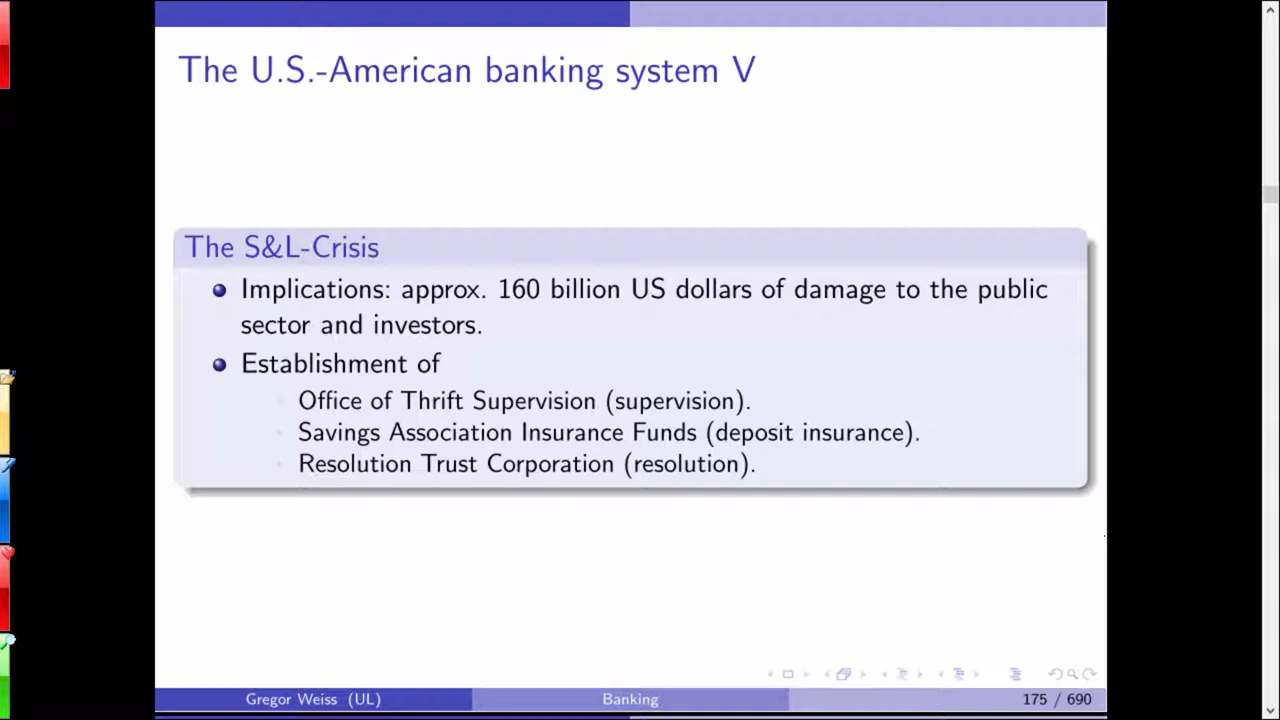 The U.S.-American banking system V
The S&L-Crisis
Implications: approx. 160 billion US dollars of damage to the public
sector and investors.
Establishment of
Office of Thrift Supervision (supervision).
Savings Association Insurance Funds (deposit insurance).
Resolution Trust Corporation (resolution).
Gregor Weiss (UL)
Banking
175 / 690